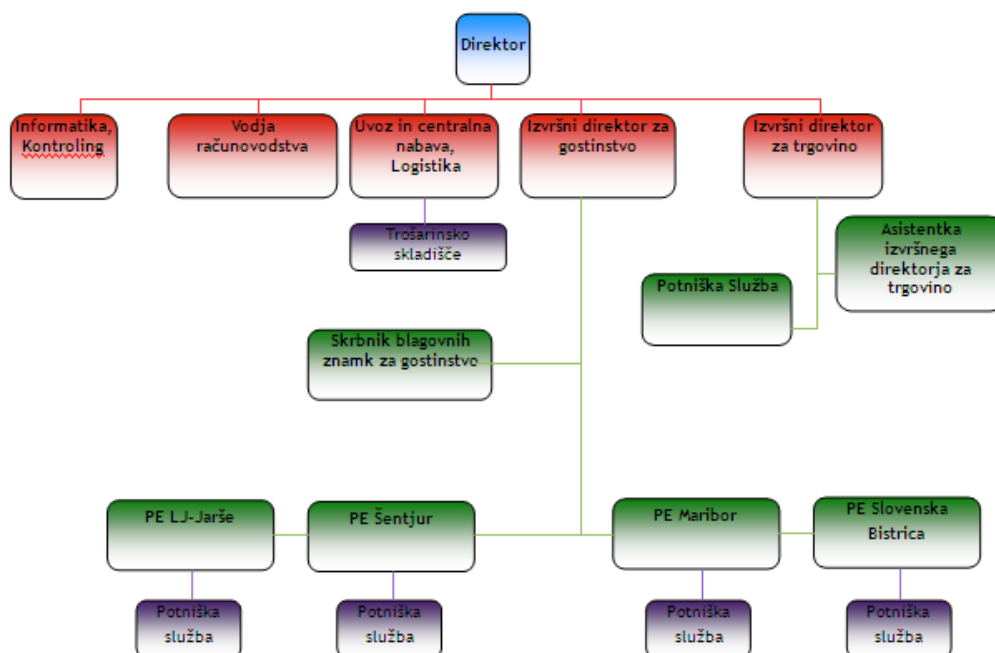 Direktor
Informatika,
Kontroling
Vodja
računovodstva
Uvoz in centralna
nabava,
Logistika
Izvršni direktor za
gostinstvo
Izvršni direktor
za trgovino
Trošarinsko
skladišče
Asistentka
izvršnega
direktorja za
trgovino
Potniška Služba
Skrbnik blagovnih
znamk za gostinstvo
PE LJ-Jarše
PE Šentjur
PE Maribor
PE Slovenska
Bistrica
Potniška
služba
Potniška
služba
Potniška
služba
Potniška
služba